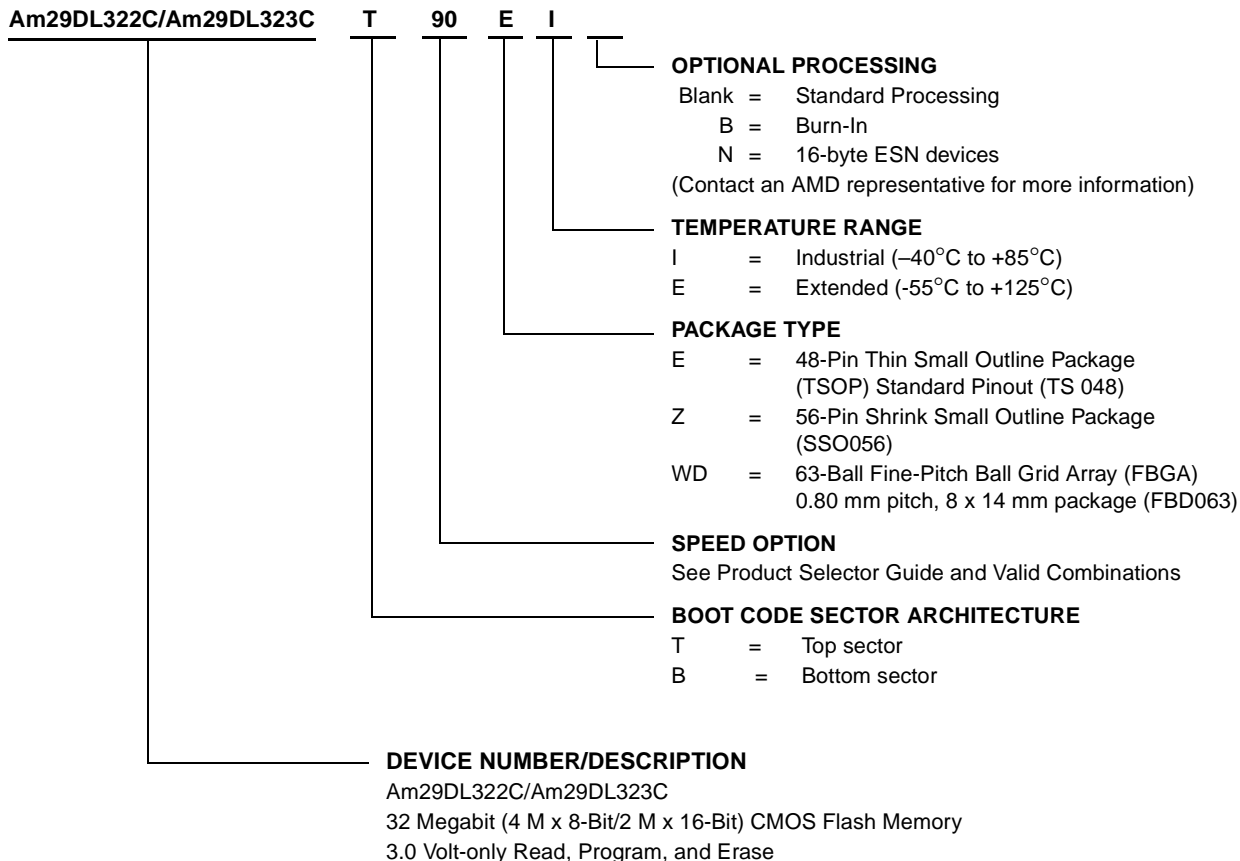 Am29DL322C/Am29DL323C T 90 E I
OPTIONAL PROCESSING
Blank = Standard Processing
B = Burn-In
N = 16-byte ESN devices
(Contact an AMD representative for more information)
TEMPERATURE RANGE
I = Industrial (–40°C to +85°C)
E = Extended (-55°C to +125°C)
PACKAGE TYPE
E = 48-Pin Thin Small Outline Package
(TSOP) Standard Pinout (TS 048)
Z = 56-Pin Shrink Small Outline Package
(SSO056)
WD = 63-Ball Fine-Pitch Ball Grid Array (FBGA)
0.80 mm pitch, 8 x 14 mm package (FBD063)
SPEED OPTION
See Product Selector Guide and Valid Combinations
BOOT CODE SECTOR ARCHITECTURE
T = Top sector
B = Bottom sector
DEVICE NUMBER/DESCRIPTION
Am29DL322C/Am29DL323C
32 Megabit (4 M x 8-Bit/2 M x 16-Bit) CMOS Flash Memory
3.0 Volt-only Read, Program, and Erase